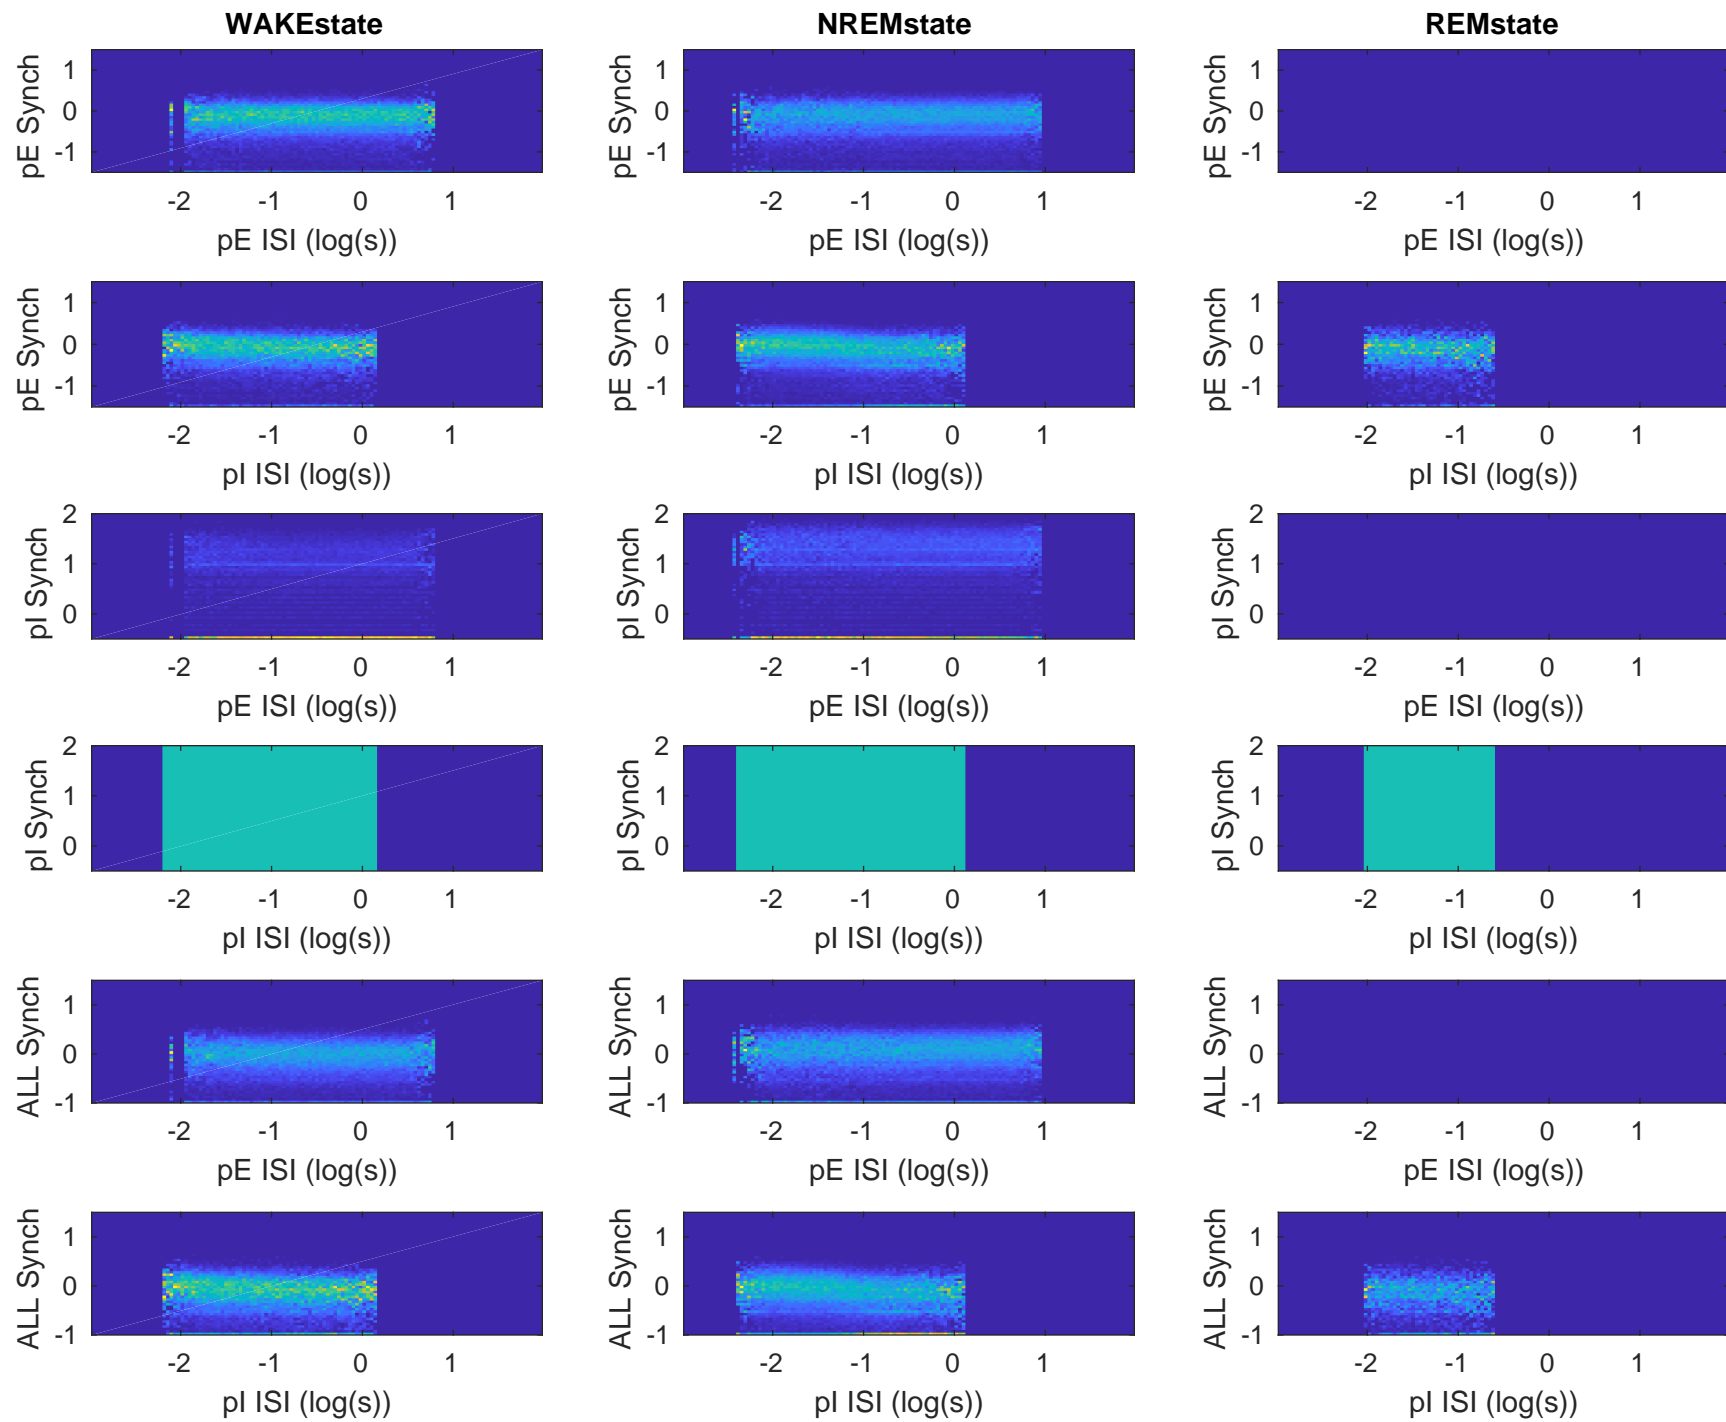 WAKEstate NREMstate REMstate
pE Synch 1 0 -1 pE Synch 1 0 -1 pE Synch 1 0 -1
-2 -1 0 1 -2 -1 0 1 -2 -1 0 1
pE ISI (log(s)) pE ISI (log(s)) pE ISI (log(s))
pE Synch 1 0 -1 pE Synch 1 0 -1 pE Synch 1 0 -1
-2 -1 0 1 -2 -1 0 1 -2 -1 0 1
pI ISI (log(s)) pI ISI (log(s)) pI ISI (log(s))
pI Synch 2 1 0 pI Synch 2 1 0 pI Synch 2 1 0
-2 -1 0 1 -2 -1 0 1 -2 -1 0 1
pE ISI (log(s)) pE ISI (log(s)) pE ISI (log(s))
pI Synch 2 1 0 pI Synch 2 1 0 pI Synch 2 1 0
-2 -1 0 1 -2 -1 0 1 -2 -1 0 1
pI ISI (log(s)) pI ISI (log(s)) pI ISI (log(s))
ALL Synch 1 0 -1 ALL Synch 1 0 -1 ALL Synch 1 0 -1
-2 -1 0 1 -2 -1 0 1 -2 -1 0 1
pE ISI (log(s)) pE ISI (log(s)) pE ISI (log(s))
ALL Synch 1 0 -1 ALL Synch 1 0 -1 ALL Synch 1 0 -1
-2 -1 0 1 -2 -1 0 1 -2 -1 0 1
pI ISI (log(s)) pI ISI (log(s)) pI ISI (log(s))